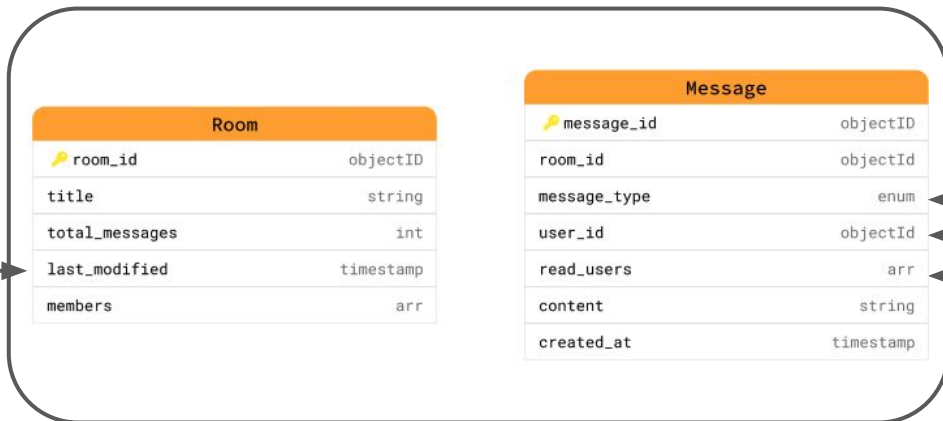 Room
room_id objectID
title string
total_messages int
last_modified timestamp
members arr
Message
message_id objectID
room_id objectId
message_type enum
user_id objectId
read_users arr
content string
created_at timestamp